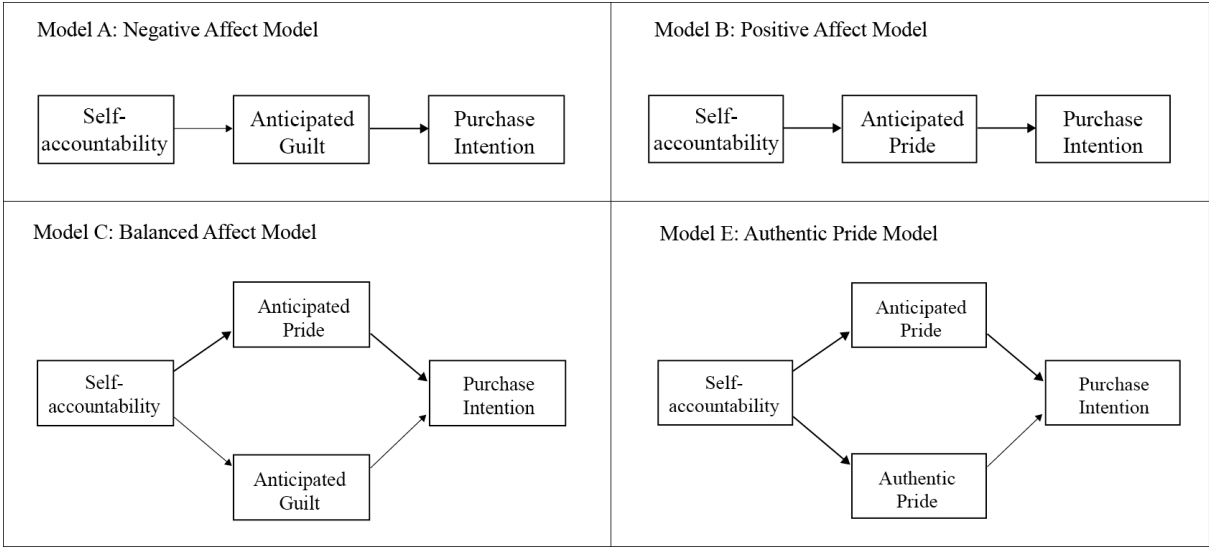 Model A: Negative Affect Model
Self-
accountability
Anticipated
Guilt
Purchase
Intention
Model B: Positive Affect Model
Self-
accountability
Anticipated
Pride
Purchase
Intention
Model C: Balanced Affect Model
Anticipated
Pride
Self-
accountability
Purchase
Intention
Anticipated
Guilt
Model E: Authentic Pride Model
Anticipated
Pride
Self-
accountability
Purchase
Intention
Authentic
Pride